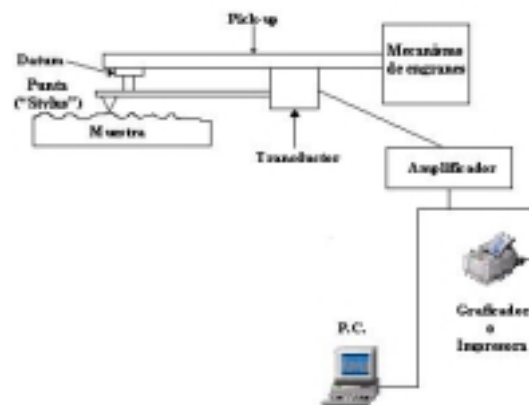 Pick-up
Mecanismo
de engranes
Datum
Punta
("Stylus")
Muestra
Transductor
Amplificador
P.C.
Graficador
o
Impresora